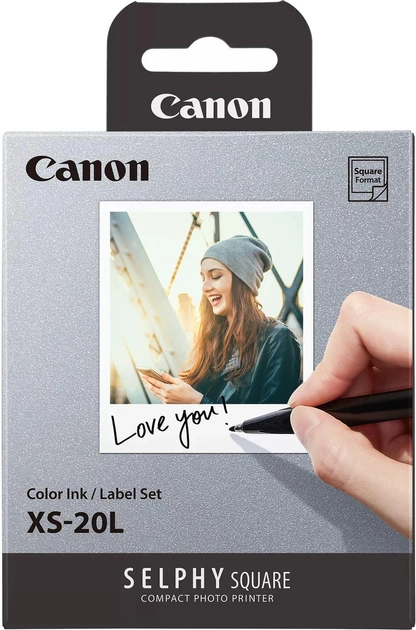 Canon
Canon
Square
Format
Love you!
Color Ink / Label Set
XS-20L
SELPHY SQUARE
COMPACT PHOTO PRINTER